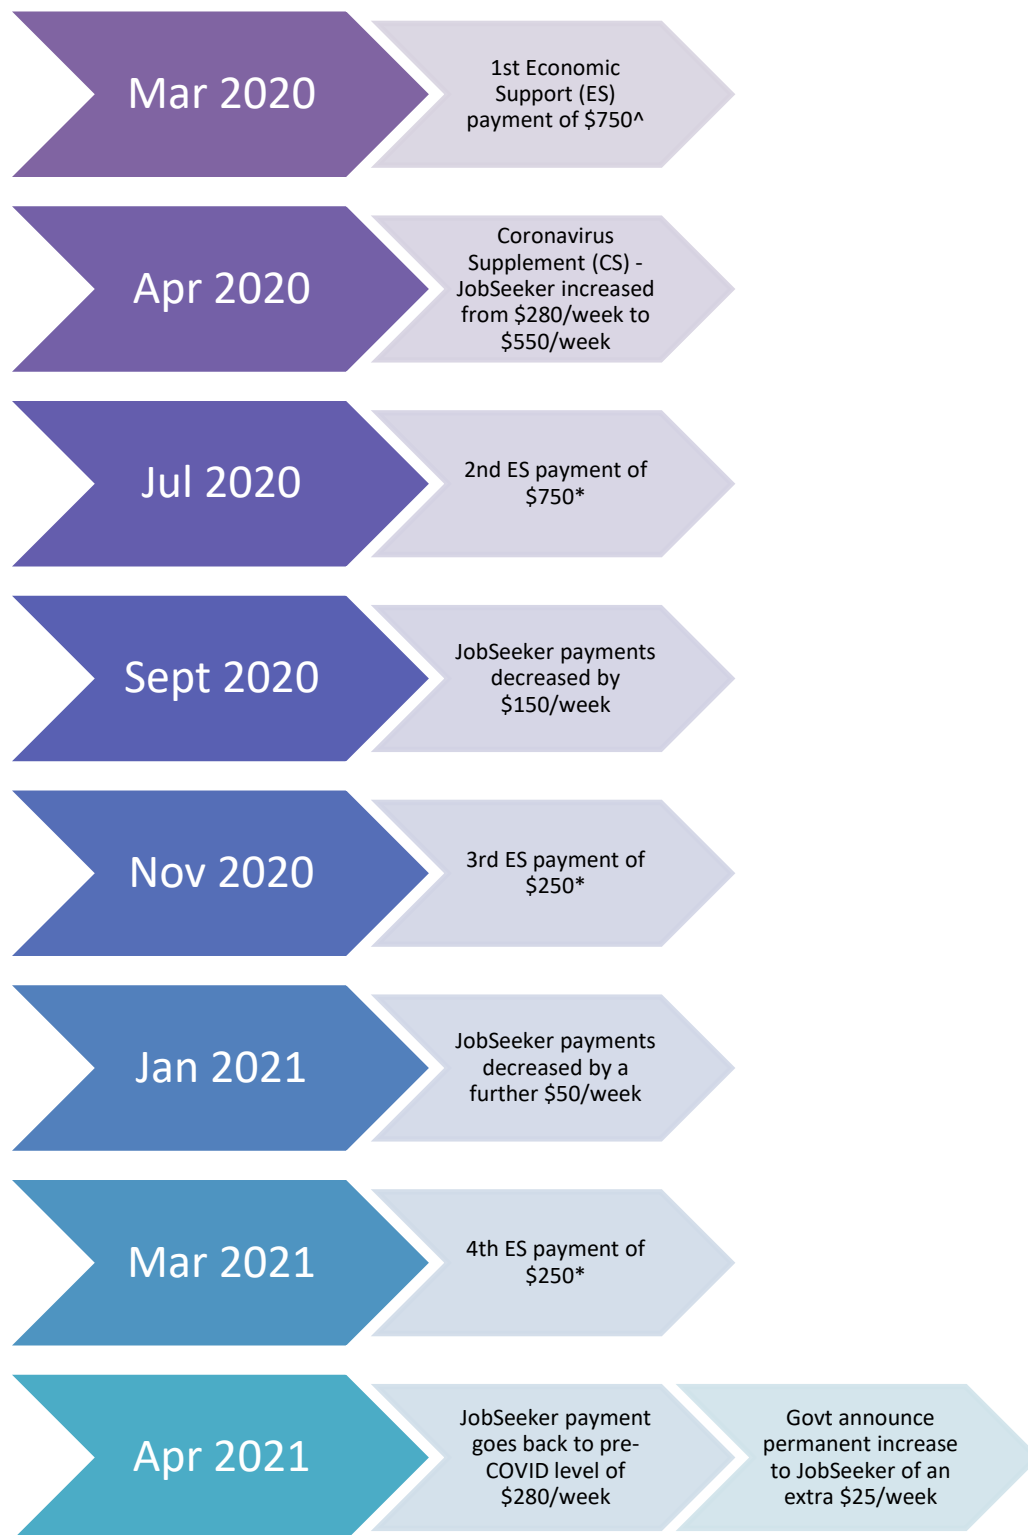 Mar 2020
1st Economic
Support (ES)
payment of $750^
Apr 2020
Coronavirus
Supplement (CS) -
JobSeeker increased
from $280/week to
$550/week
Jul 2020
2nd ES payment of
$750*
Sept 2020
JobSeeker payments
decreased by
$150/week
Nov 2020
3rd ES payment of
$250*
Jan 2021
JobSeeker payments
decreased by a
further $50/week
Mar 2021
4th ES payment of
$250*
Apr 2021
JobSeeker payment
goes back to pre-
COVID level of
$280/week
Govt announce
permanent increase
to JobSeeker of an
extra $25/week